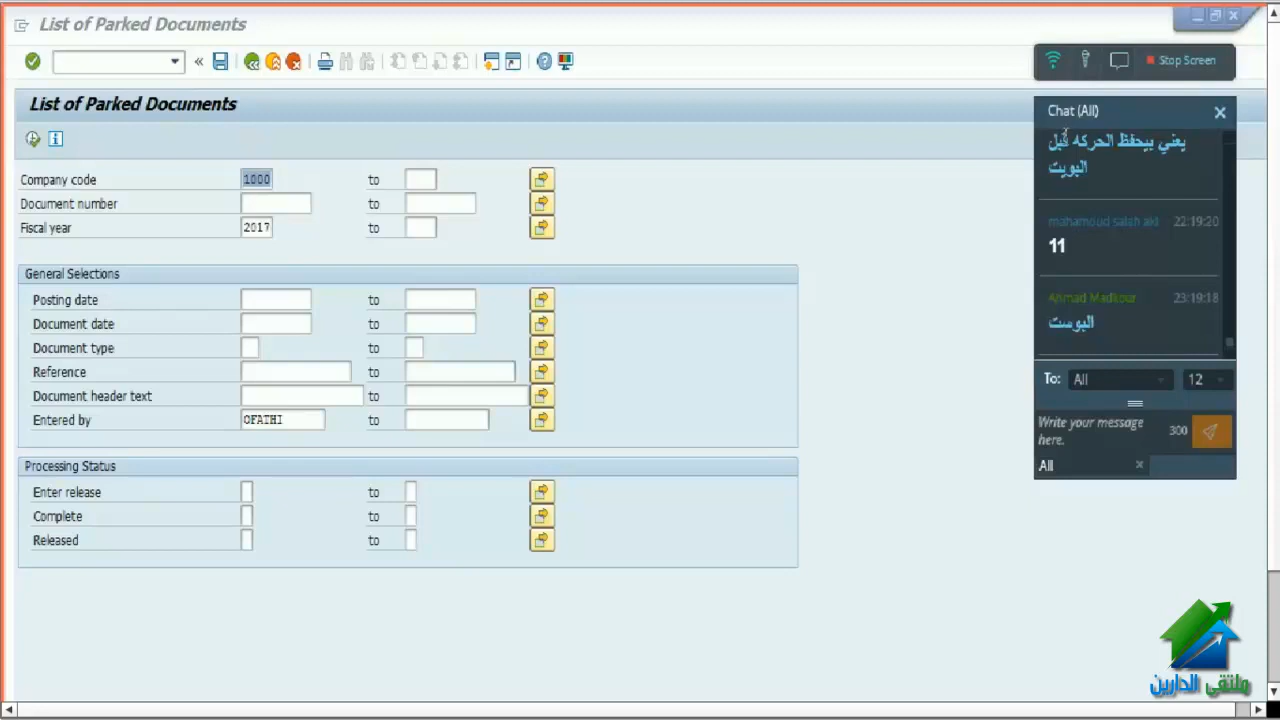 List of Parked Documents
Stop Screen
List of Parked Documents
Chat (All)
يعني بيحفظ الحركه قبل
البويت
Company code 1000 to
Document number to
Fiscal year 2017 to
mahamoud salah akl 22:19:20
11
General Selections
Posting date to
Document date to
Document type to
Reference to
Document header text to
Entered by OFATHI to
Ahmad Madkour 23:19:18
البوست
To: All 12
Write your message
here.
300
All
Processing Status
Enter release to
Complete to
Released to
ملتقى الدارين